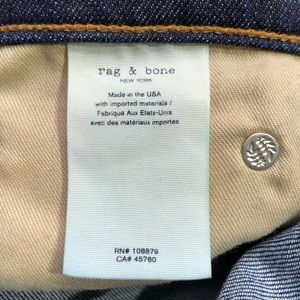 rag & bone
NEW YORK
Made in the USA
with imported materials /
Fabriqué Aux Etats-Unis
avec des matériaux importés
RN# 108879
CA# 45760